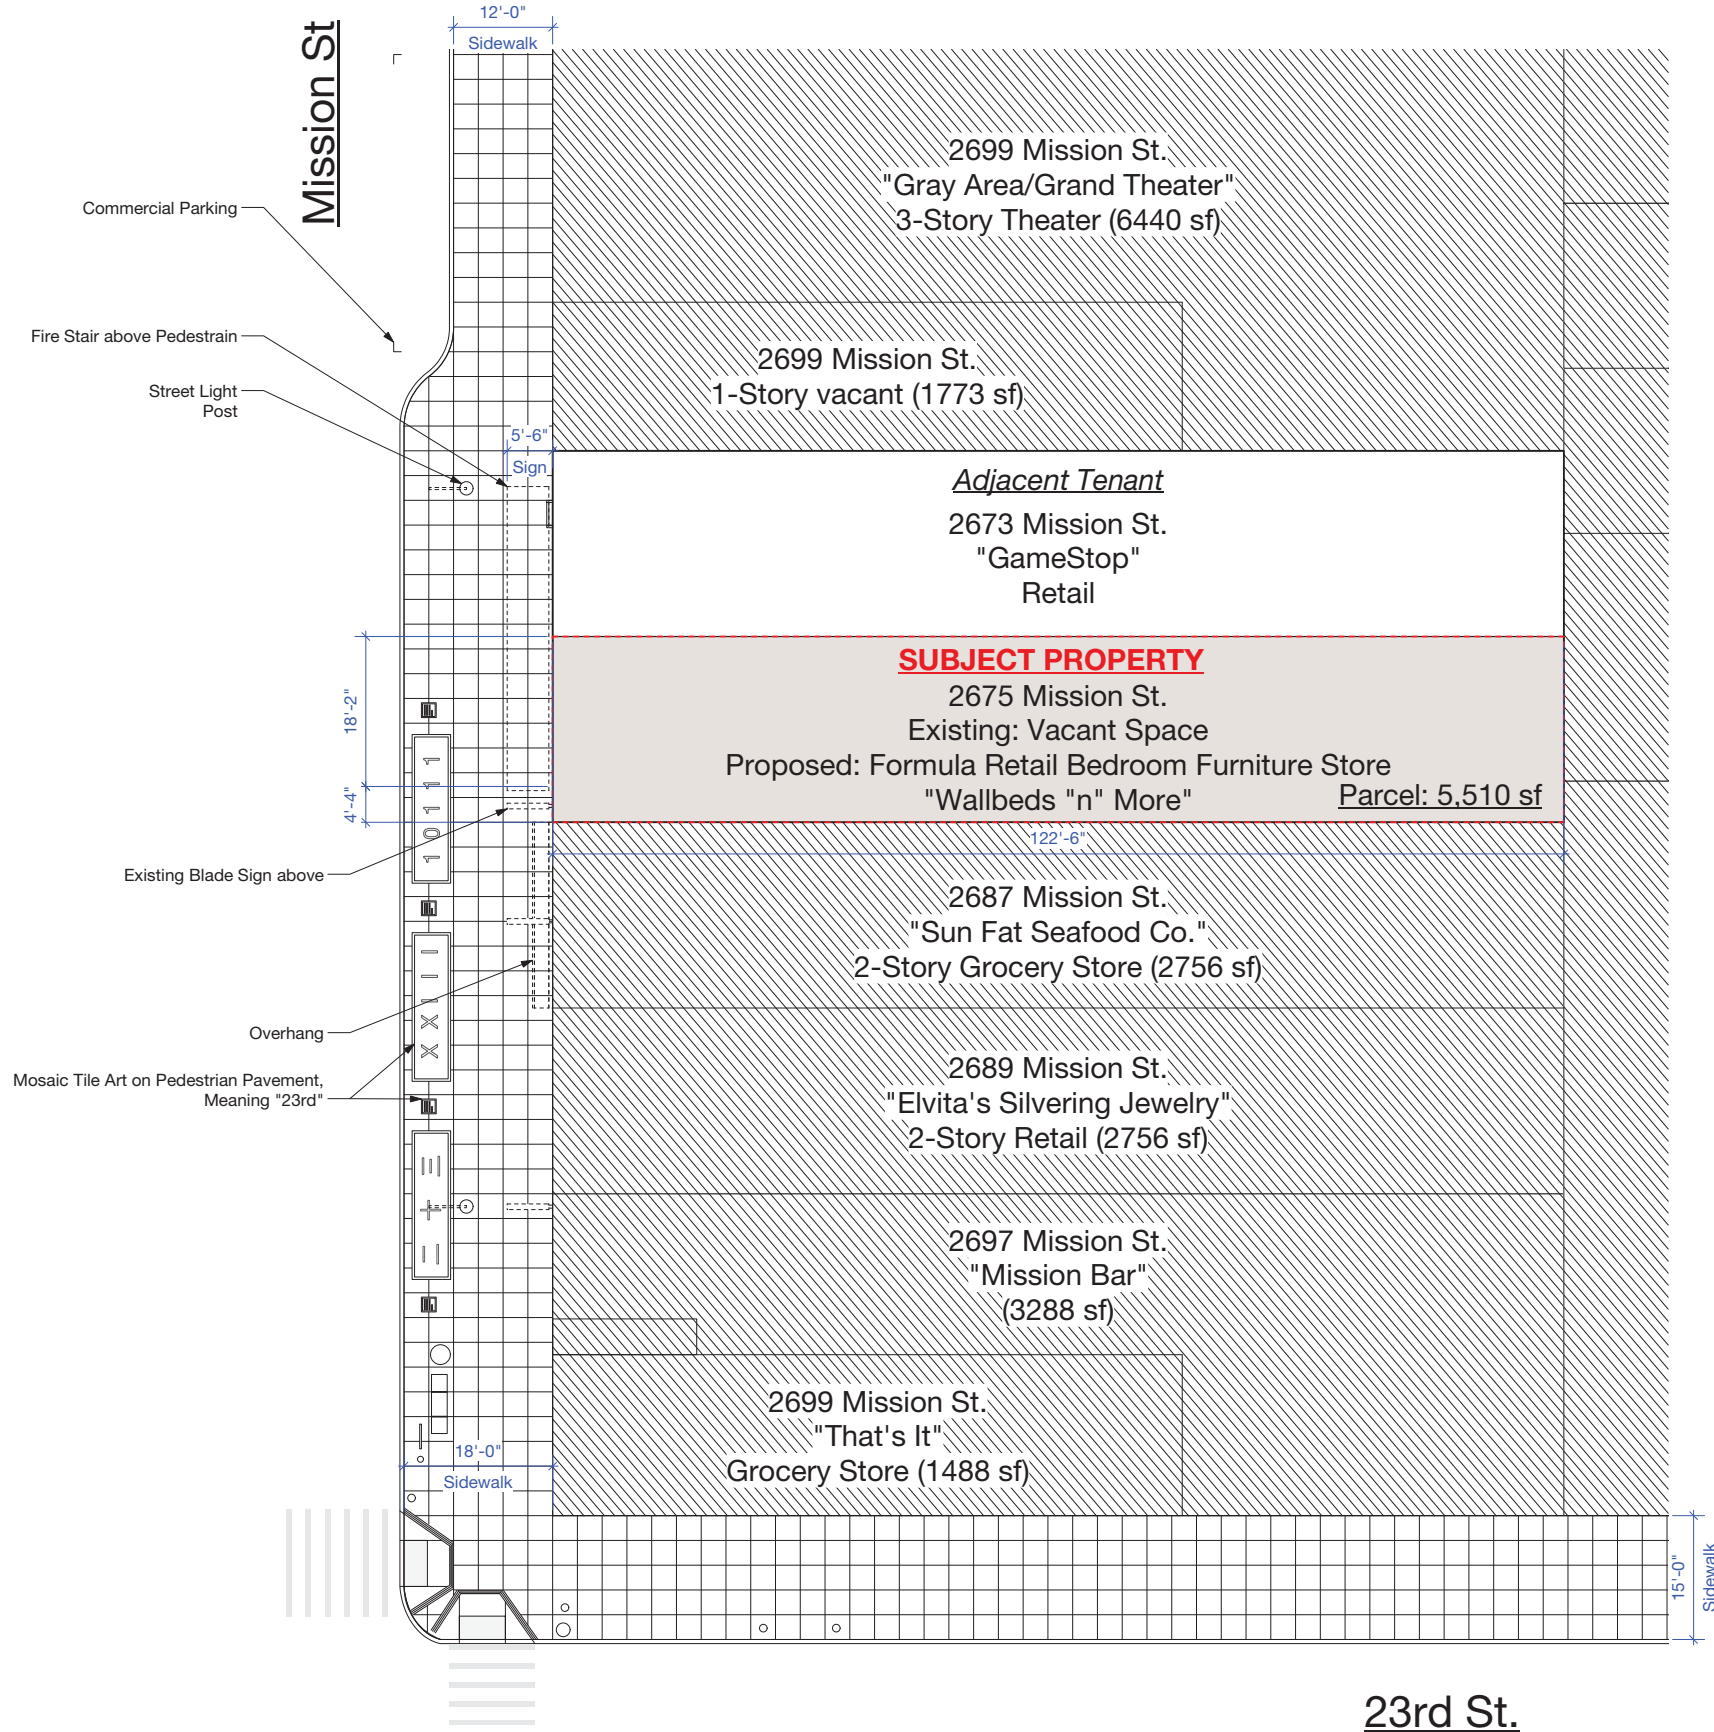 12'-0"
Sidewalk
Mission St
2699 Mission St.
"Gray Area/Grand Theater"
3-Story Theater (6440 sf)
Commercial Parking
Fire Stair above Pedestrain
2699 Mission St.
1-Story vacant (1773 sf)
Street Light
Post
5'-6"
Sign
Adjacent Tenant
2673 Mission St.
"GameStop"
Retail
SUBJECT PROPERTY
2675 Mission St.
Existing: Vacant Space
Proposed: Formula Retail Bedroom Furniture Store
"Wallbeds "n" More"
Parcel: 5,510 sf
18'-2"
4'-4"
10111
122'-6"
Existing Blade Sign above
2687 Mission St.
"Sun Fat Seafood Co."
2-Story Grocery Store (2756 sf)
XXIII
Overhang
Mosaic Tile Art on Pedestrian Pavement,
Meaning "23rd"
2689 Mission St.
"Elvita's Silvering Jewelry"
2-Story Retail (2756 sf)
二十三
2697 Mission St.
"Mission Bar"
(3288 sf)
2699 Mission St.
"That's It"
Grocery Store (1488 sf)
18'-0"
Sidewalk
15'-0"
Sidewalk
23rd St.